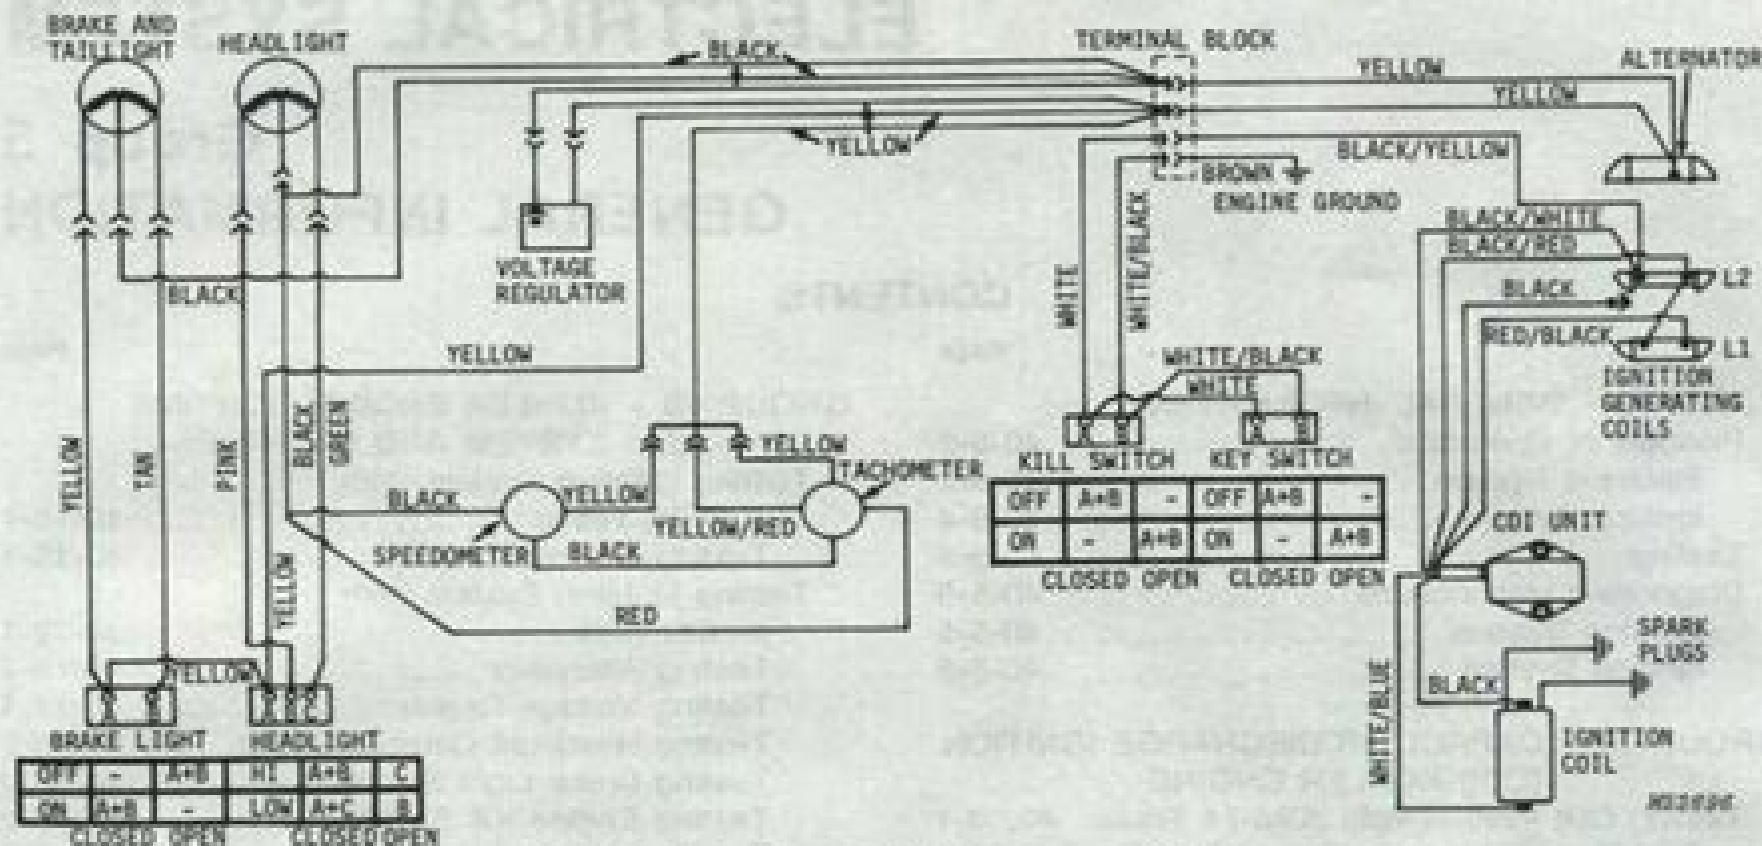 BRAKE AND
TAILLIGHT
HEADLIGHT
BLACK
TERMINAL BLOCK
YELLOW
ALTERNATOR
YELLOW
YELLOW
BLACK/YELLOW
BROWN
ENGINE GROUND
BLACK/WHITE
BLACK/RED
VOLTAGE
REGULATOR
BLACK
WHITE
WHITE/BLACK
BLACK
L2
RED/BLACK
L1
YELLOW
WHITE/BLACK
WHITE
IGNITION
GENERATING
COILS
YELLOW
TAN
PINK
BLACK
GREEN
YELLOW
KILL SWITCH
KEY SWITCH
TACHOMETER
BLACK
YELLOW
YELLOW/RED
SPEEDOMETER
BLACK
OFF A+B - OFF A+B -
ON - A+B ON - A+B
CLOSED OPEN CLOSED OPEN
CDI UNIT
YELLOW
RED
SPARK
PLUGS
YELLOW
BLACK
WHITE/BLUE
BRAKE LIGHT
HEADLIGHT
IGNITION
COIL
OFF - A+B HI A+B C
ON A+B - LOW A+C B
CLOSED OPEN CLOSED OPEN